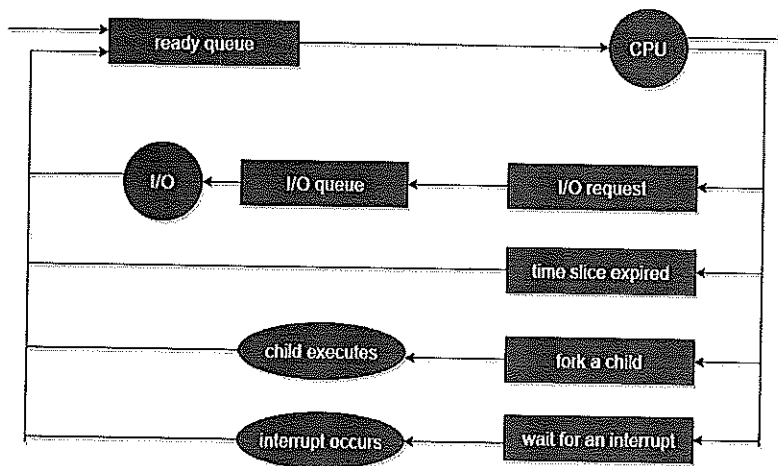 ready queue
CPU
I/O
I/O queue
I/O request
time slice expired
child executes
fork a child
interrupt occurs
wait for an interrupt